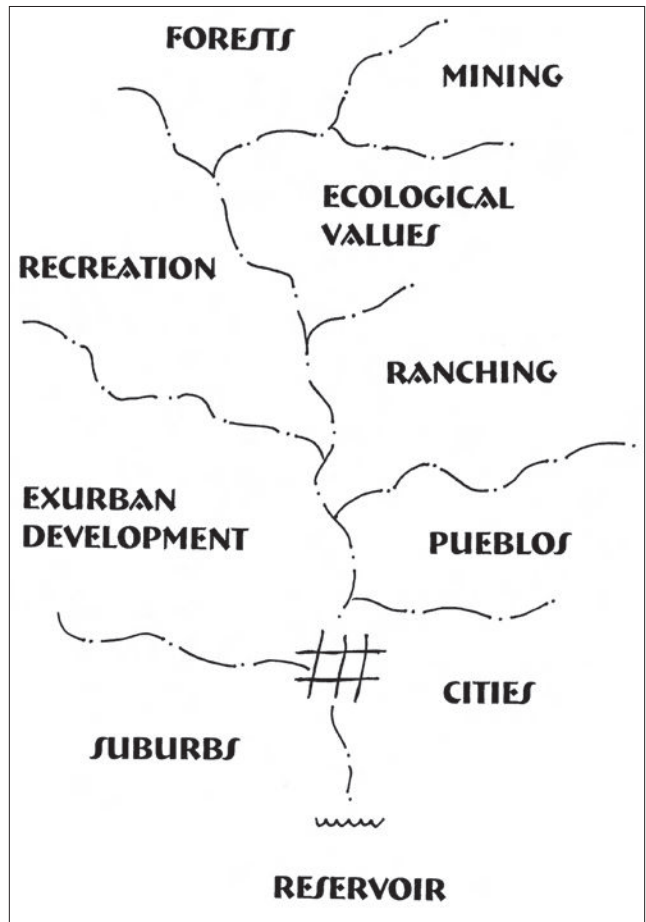 FORESTS
MINING
ECOLOGICAL
VALUES
RECREATION
RANCHING
EXURBAN
DEVELOPMENT
PUEBLOS
CITIES
SUBURBS
RESERVOIR